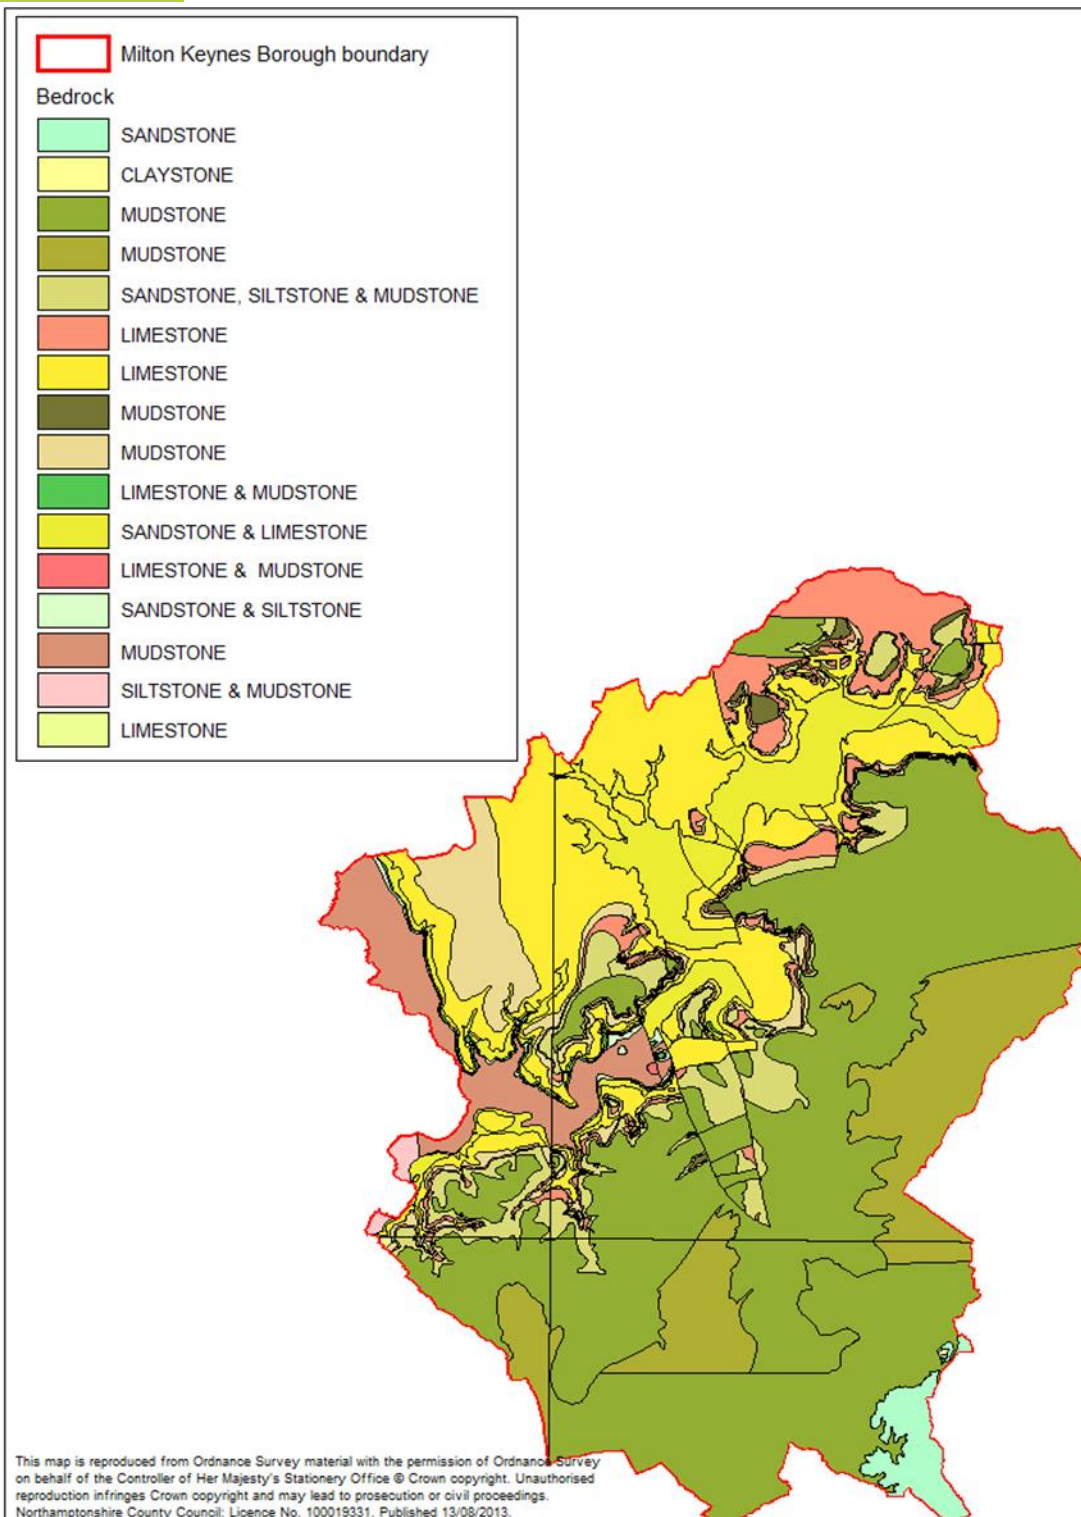 Milton Keynes Borough boundary
Bedrock
SANDSTONE
CLAYSTONE
MUDSTONE
MUDSTONE
SANDSTONE, SILTSTONE & MUDSTONE
LIMESTONE
LIMESTONE
MUDSTONE
MUDSTONE
LIMESTONE & MUDSTONE
SANDSTONE & LIMESTONE
LIMESTONE & MUDSTONE
SANDSTONE & SILTSTONE
MUDSTONE
SILTSTONE & MUDSTONE
LIMESTONE
This map is reproduced from Ordnance Survey material with the permission of Ordnance Survey
on behalf of the Controller of Her Majesty's Stationery Office © Crown copyright. Unauthorised
reproduction infringes Crown copyright and may lead to prosecution or civil proceedings.
Northamptonshire County Council: Licence No. 100019331. Published 13/08/2013.